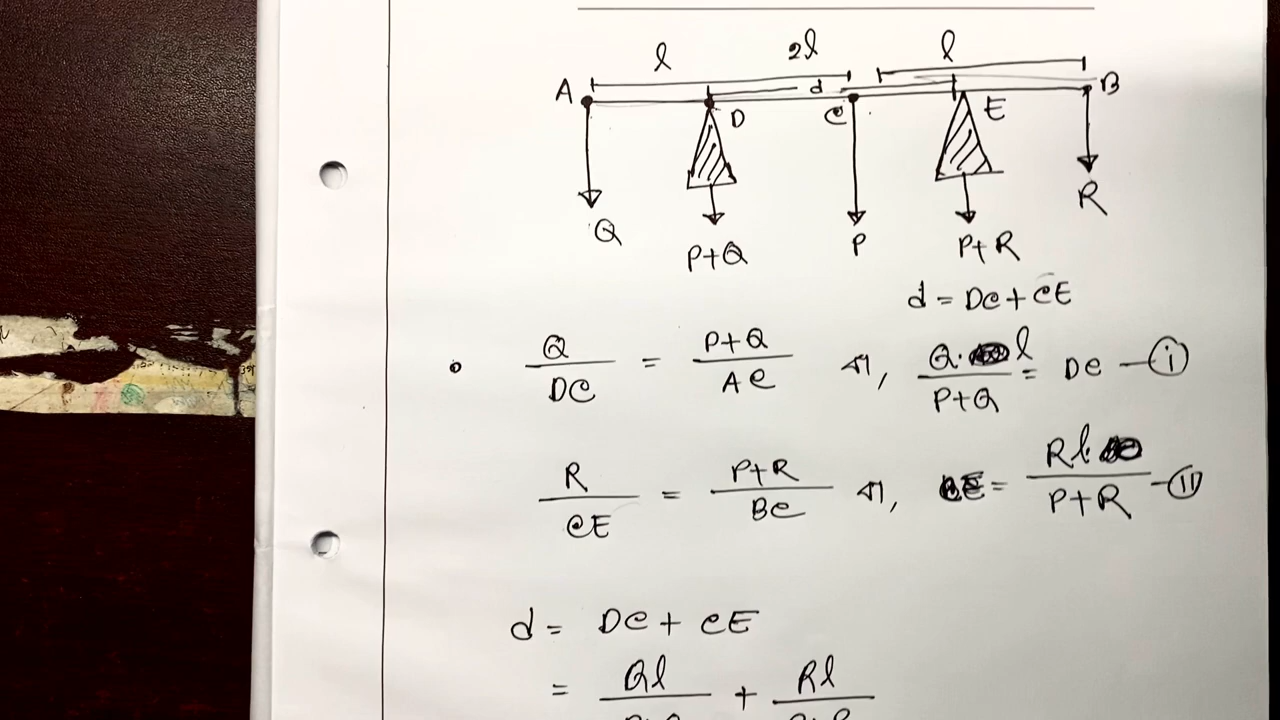 l 2l l
A D d C E B
Q P+Q P P+R R
d = DC + CE
Q/DC = P+Q/AC বা, Q.l/P+Q = DC —(i)
R/CE = P+R/BC বা, CE = Rl/P+R —(ii)
d = DC + CE
= Ql + Rl